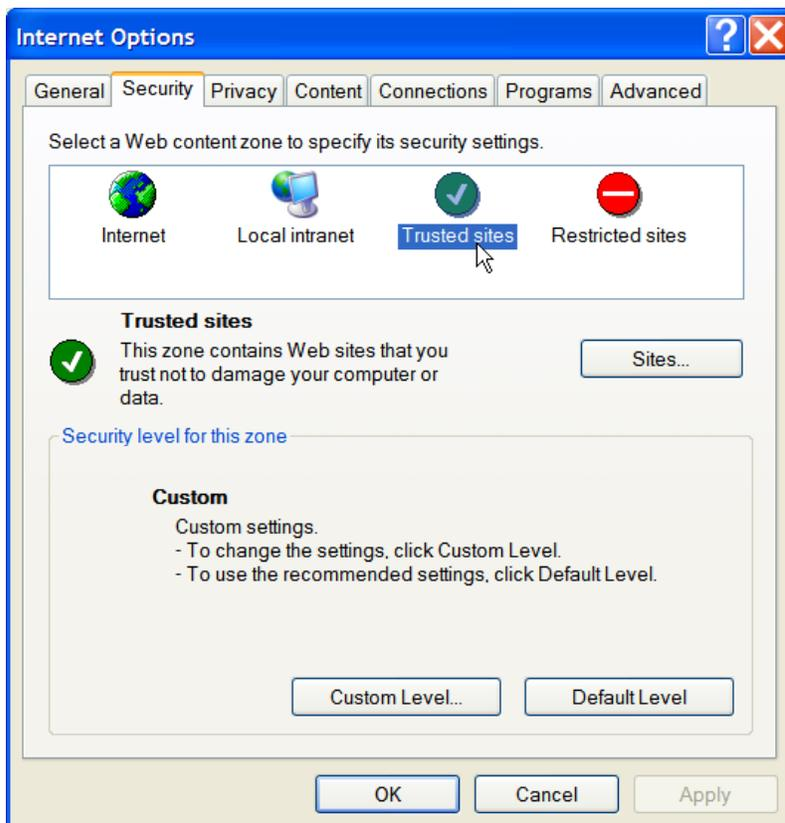 Internet Options
General Security Privacy Content Connections Programs Advanced
Select a Web content zone to specify its security settings.
Internet Local intranet Trusted sites Restricted sites
Trusted sites
This zone contains Web sites that you
trust not to damage your computer or
data.
Sites...
Security level for this zone
Custom
Custom settings.
- To change the settings, click Custom Level.
- To use the recommended settings, click Default Level.
Custom Level... Default Level
OK Cancel Apply